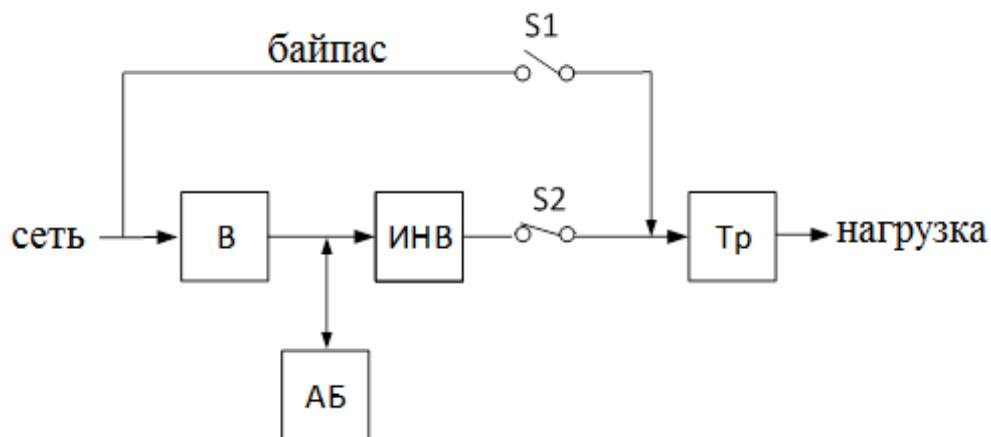 S1
байпас
S2
сеть
В
ИНВ
Тр
нагрузка
АБ